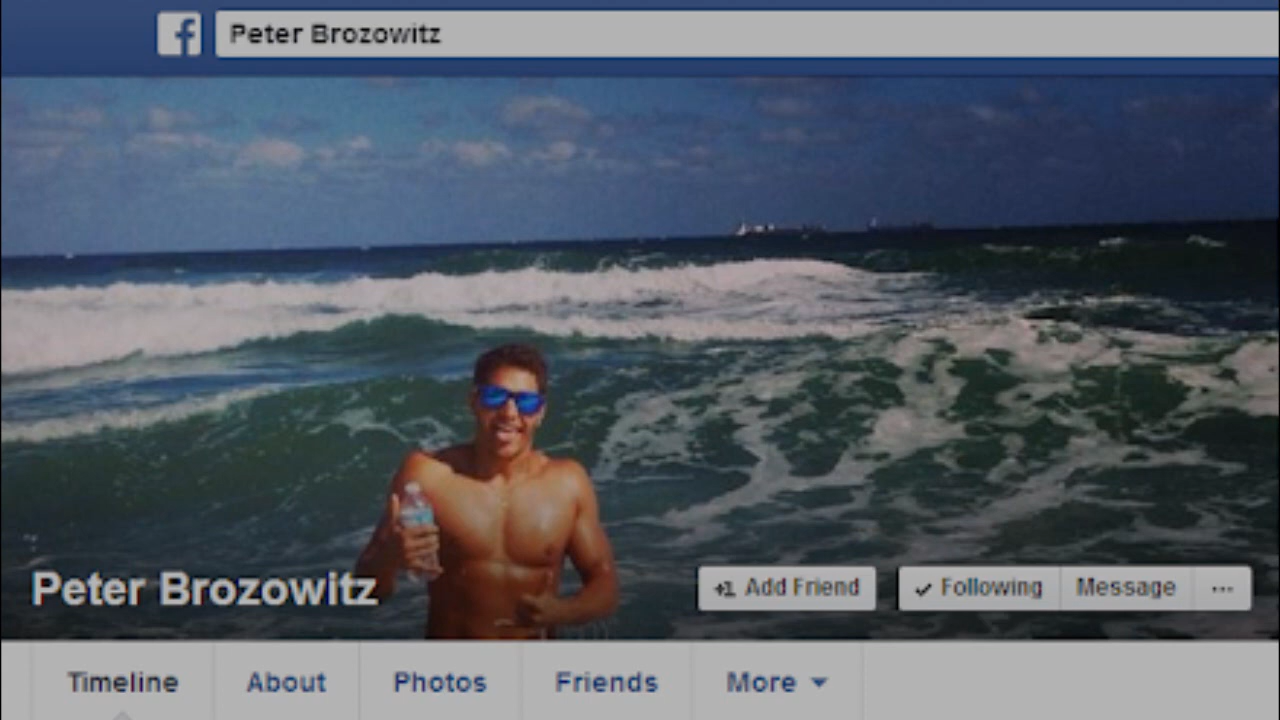 f Peter Brozowitz
Peter Brozowitz
+1 Add Friend ✓ Following Message ...
Timeline About Photos Friends More